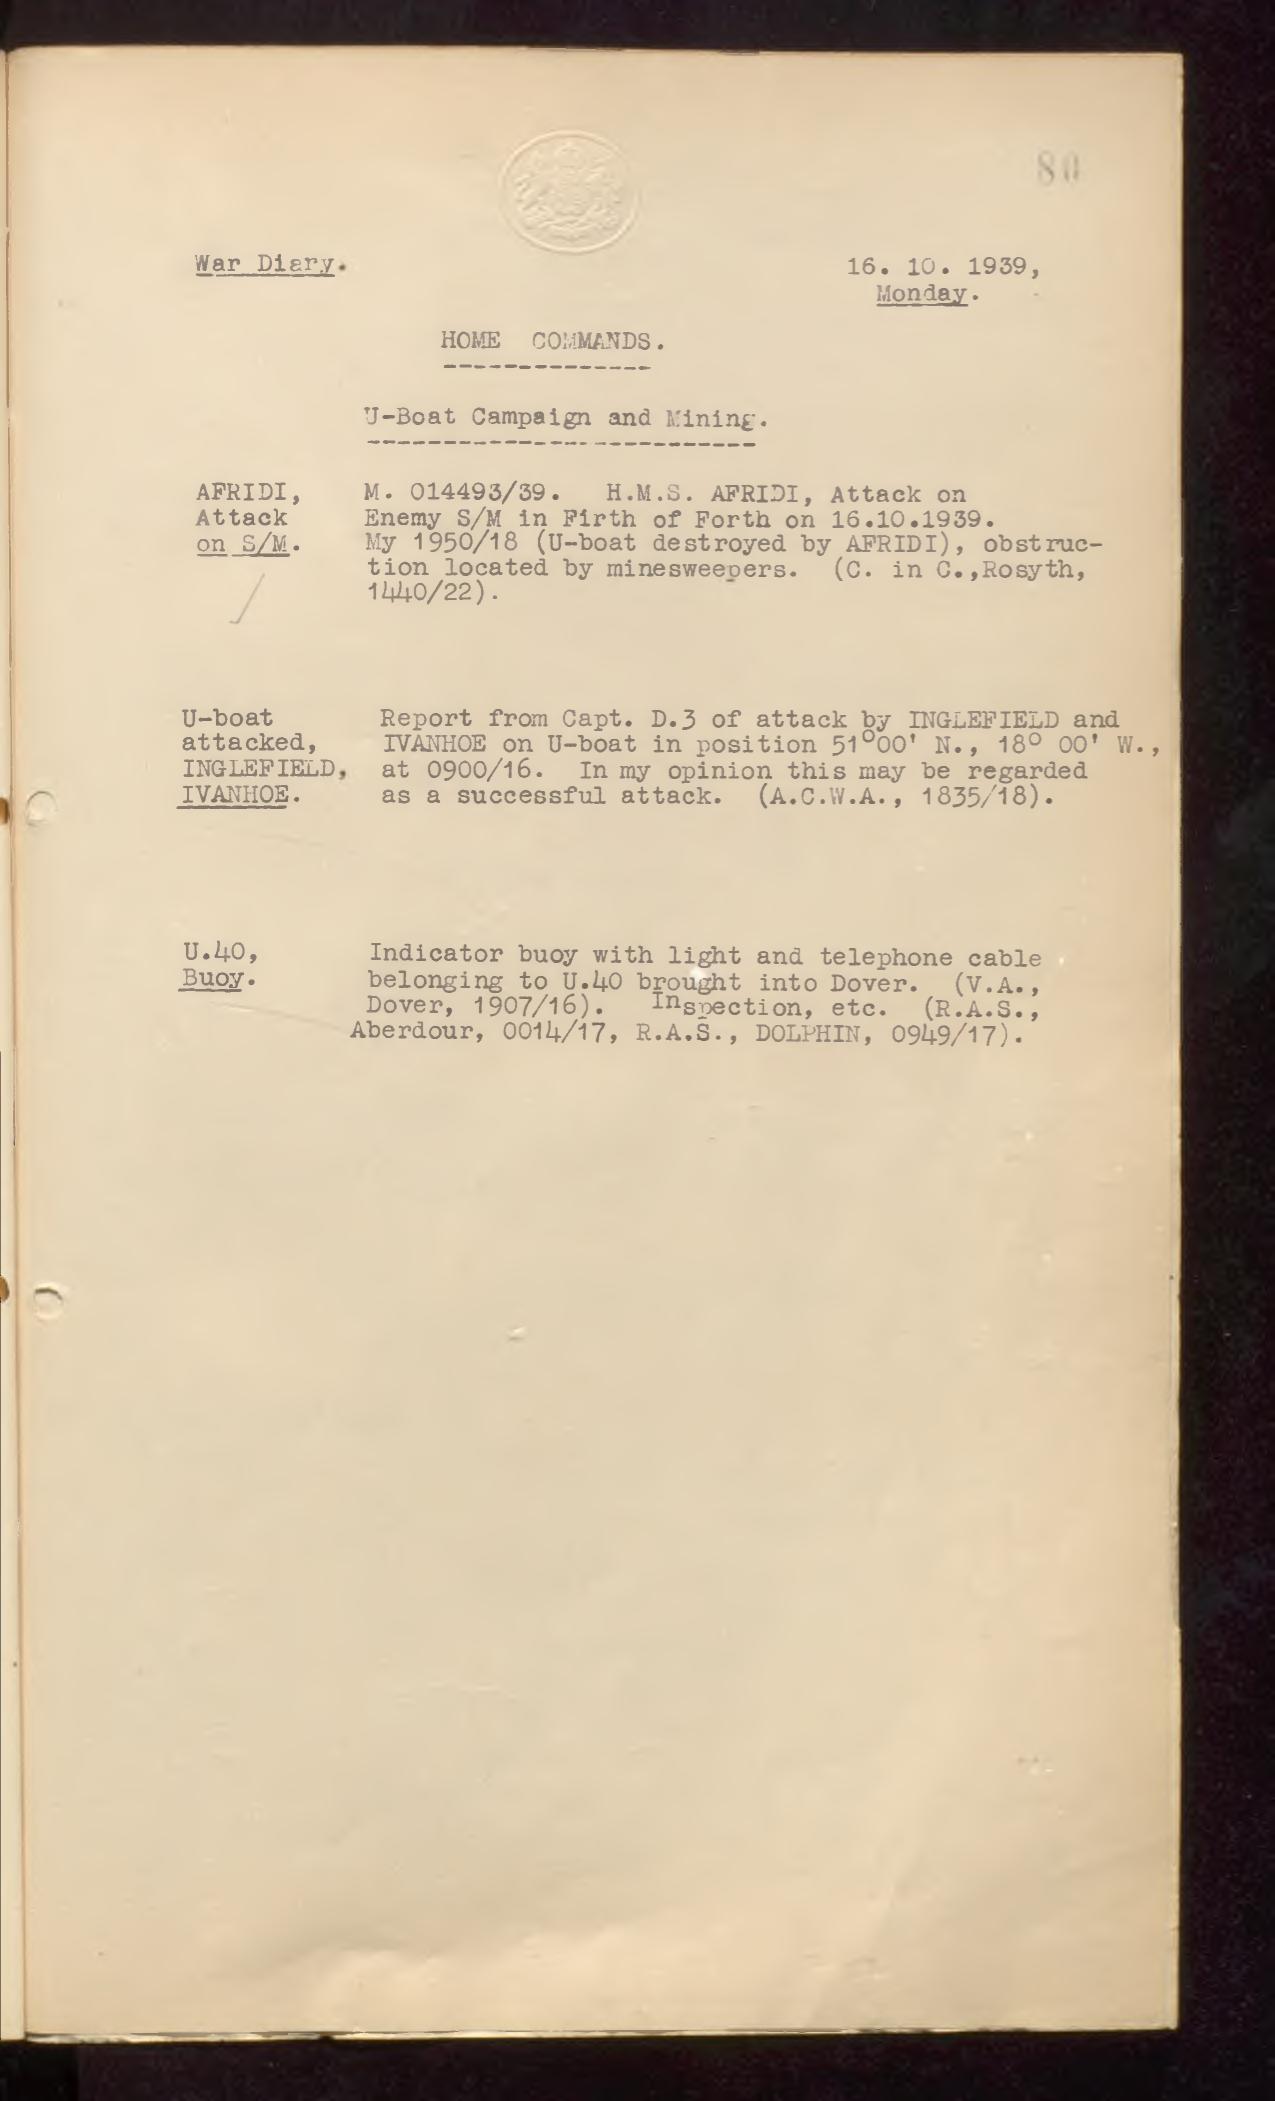 80
War Diary.
16. 10. 1939,
Monday.
HOME COMMANDS.
U-Boat Campaign and Mining.
AFRIDI,
Attack
on S/M.
M. 014493/39. H.M.S. AFRIDI, Attack on
Enemy S/M in Firth of Forth on 16.10.1939.
My 1950/18 (U-boat destroyed by AFRIDI), obstruc-
tion located by minesweepers. (C. in C.,Rosyth,
1440/22).
U-boat
attacked,
INGLEFIELD,
IVANHOE.
Report from Capt. D.3 of attack by INGLEFIELD and
IVANHOE on U-boat in position 51°00' N., 18° 00' W.,
at 0900/16. In my opinion this may be regarded
as a successful attack. (A.C.W.A., 1835/18).
U.40,
Buoy.
Indicator buoy with light and telephone cable
belonging to U.40 brought into Dover. (V.A.,
Dover, 1907/16). Inspection, etc. (R.A.S.,
Aberdour, 0014/17, R.A.S., DOLPHIN, 0949/17).